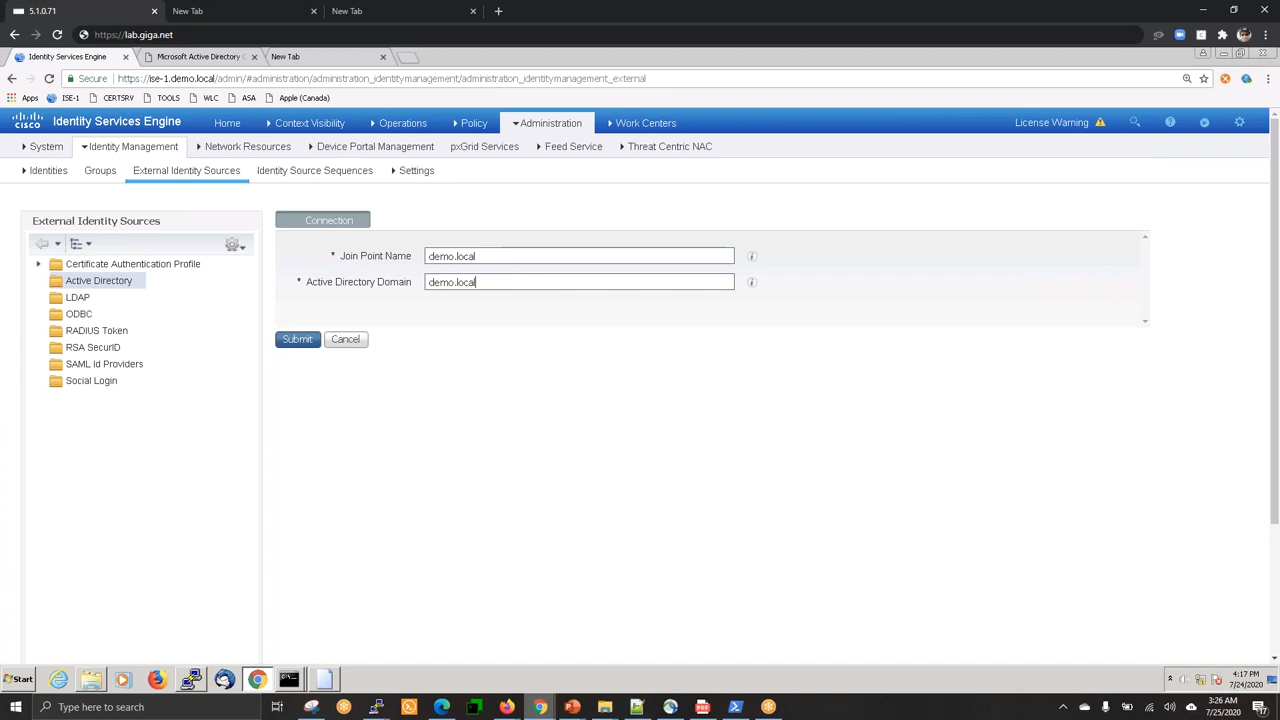 5.1.0.71
New Tab
New Tab
https://lab.giga.net
Identity Services Engine
Microsoft Active Directory C
New Tab
Secure https://ise-1.demo.local/admin/#administration/administration_identitymanagement/administration_identitymanagement_external
Apps ISE-1 CERTSRV TOOLS WLC ASA Apple (Canada)
CISCO Identity Services Engine Home Context Visibility Operations Policy Administration Work Centers License Warning
System Identity Management Network Resources Device Portal Management pxGrid Services Feed Service Threat Centric NAC
Identities Groups External Identity Sources Identity Source Sequences Settings
External Identity Sources
Connection
Certificate Authentication Profile
Active Directory
LDAP
ODBC
RADIUS Token
RSA SecurID
SAML Id Providers
Social Login
* Join Point Name demo.local
* Active Directory Domain demo.local
Submit Cancel
Start
4:17 PM
7/24/2020
Type here to search
3:26 AM
7/25/2020
17